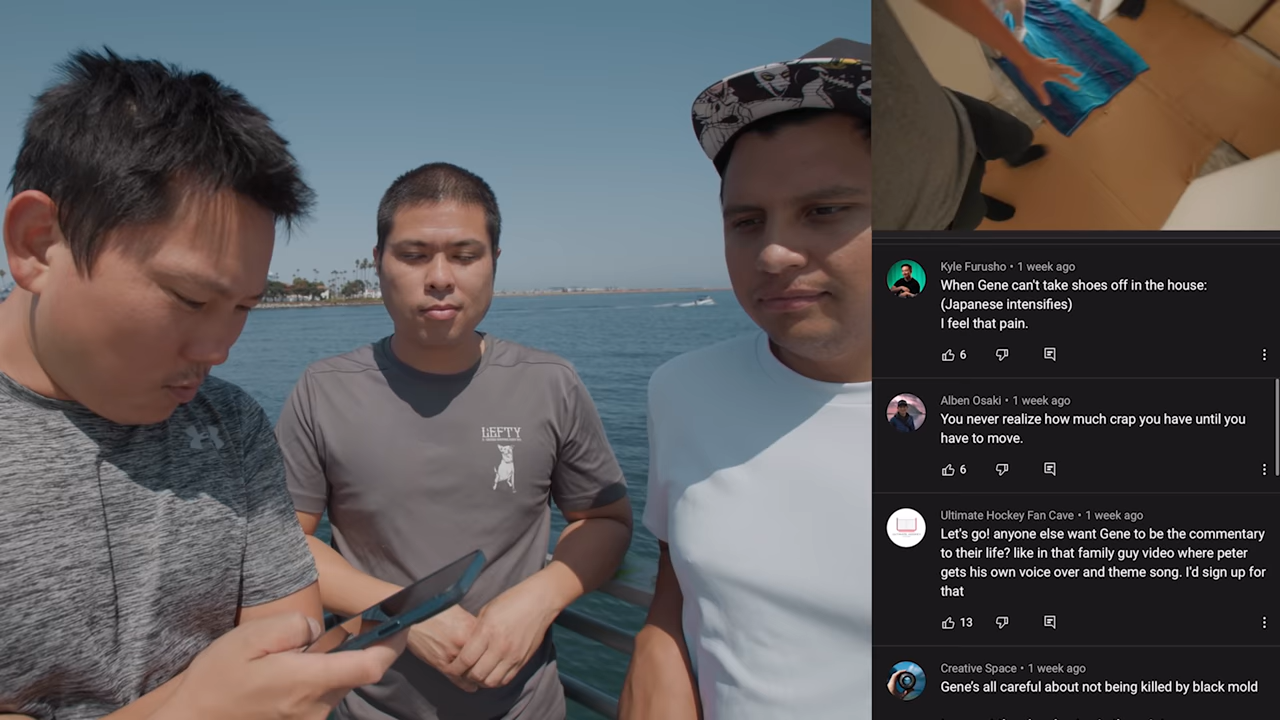 LEFTY
Kyle Furusho • 1 week ago
When Gene can't take shoes off in the house:
(Japanese intensifies)
I feel that pain.
6
Alben Osaki • 1 week ago
You never realize how much crap you have until you
have to move.
6
Ultimate Hockey Fan Cave • 1 week ago
Let's go! anyone else want Gene to be the commentary
to their life? like in that family guy video where peter
gets his own voice over and theme song. I'd sign up for
that
13
Creative Space • 1 week ago
Gene's all careful about not being killed by black mold